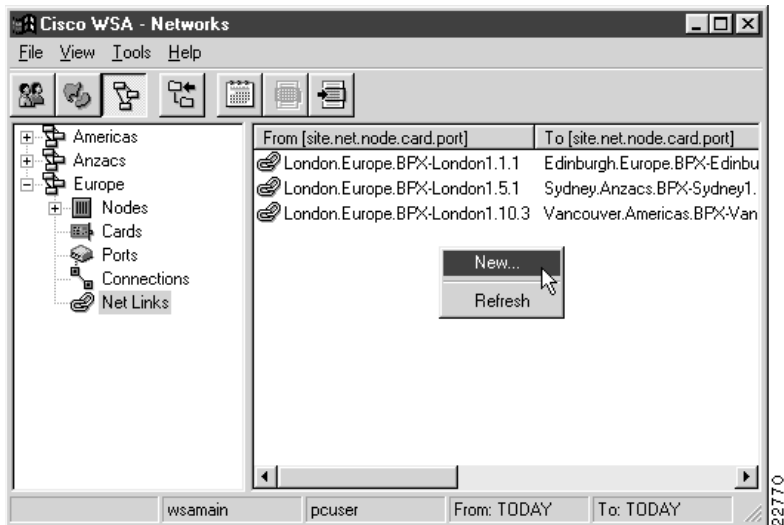 Cisco WSA - Networks
File View Tools Help
Americas
Anzacs
Europe
Nodes
Cards
Ports
Connections
Net Links
From [site.net.node.card.port] To [site.net.node.card.port]
London.Europe.BPX-London1.1.1 Edinburgh.Europe.BPX-Edinbu
London.Europe.BPX-London1.5.1 Sydney.Anzacs.BPX-Sydney1.
London.Europe.BPX-London1.10.3 Vancouver.Americas.BPX-Van
New...
Refresh
wsamain pcuser From: TODAY To: TODAY
22770